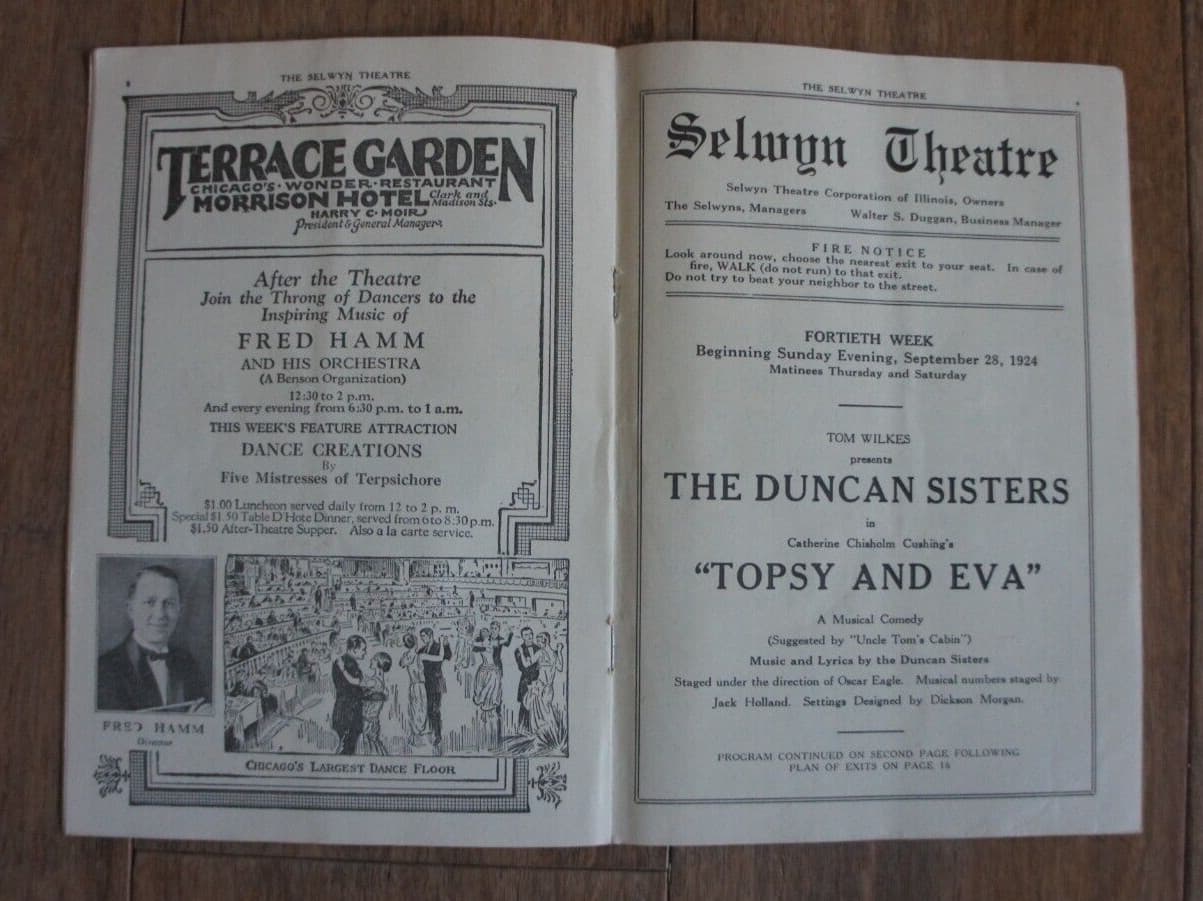 8
THE SELWYN THEATRE
TERRACE GARDEN
CHICAGO'S · WONDER · RESTAURANT
MORRISON HOTEL Clark and Madison Sts.
HARRY C. MOIR
President & General Manager
After the Theatre
Join the Throng of Dancers to the
Inspiring Music of
FRED HAMM
AND HIS ORCHESTRA
(A Benson Organization)
12:30 to 2 p.m.
And every evening from 6:30 p.m. to 1 a.m.
THIS WEEK'S FEATURE ATTRACTION
DANCE CREATIONS
By
Five Mistresses of Terpsichore
$1.00 Luncheon served daily from 12 to 2 p. m.
Special $1.50 Table D'Hote Dinner, served from 6 to 8:30 p.m.
$1.50 After-Theatre Supper. Also a la carte service.
FRED HAMM
Director
CHICAGO'S LARGEST DANCE FLOOR
THE SELWYN THEATRE
Selwyn Theatre
Selwyn Theatre Corporation of Illinois, Owners
The Selwyns, Managers Walter S. Duggan, Business Manager
FIRE NOTICE
Look around now, choose the nearest exit to your seat. In case of
fire, WALK (do not run) to that exit.
Do not try to beat your neighbor to the street.
FORTIETH WEEK
Beginning Sunday Evening, September 28, 1924
Matinees Thursday and Saturday
TOM WILKES
presents
THE DUNCAN SISTERS
in
Catherine Chisholm Cushing's
"TOPSY AND EVA"
A Musical Comedy
(Suggested by "Uncle Tom's Cabin")
Music and Lyrics by the Duncan Sisters
Staged under the direction of Oscar Eagle. Musical numbers staged by
Jack Holland. Settings Designed by Dickson Morgan.
PROGRAM CONTINUED ON SECOND PAGE FOLLOWING
PLAN OF EXITS ON PAGE 16